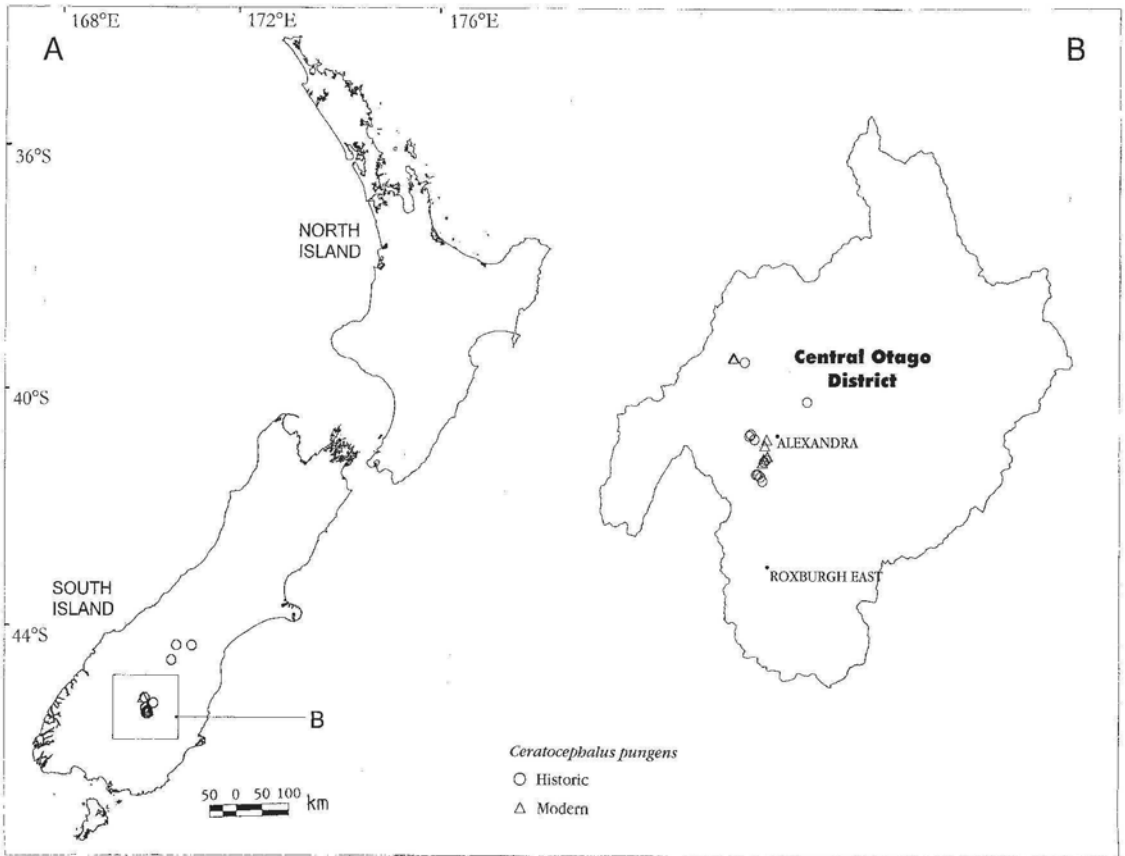 168°E
172°E
176°E
A
B
36°S
NORTH
ISLAND
Central Otago
District
40°S
ALEXANDRA
ROXBURGH EAST
SOUTH
ISLAND
44°S
B
Ceratocephalus pungens
Historic
Modern
50 0 50 100
km